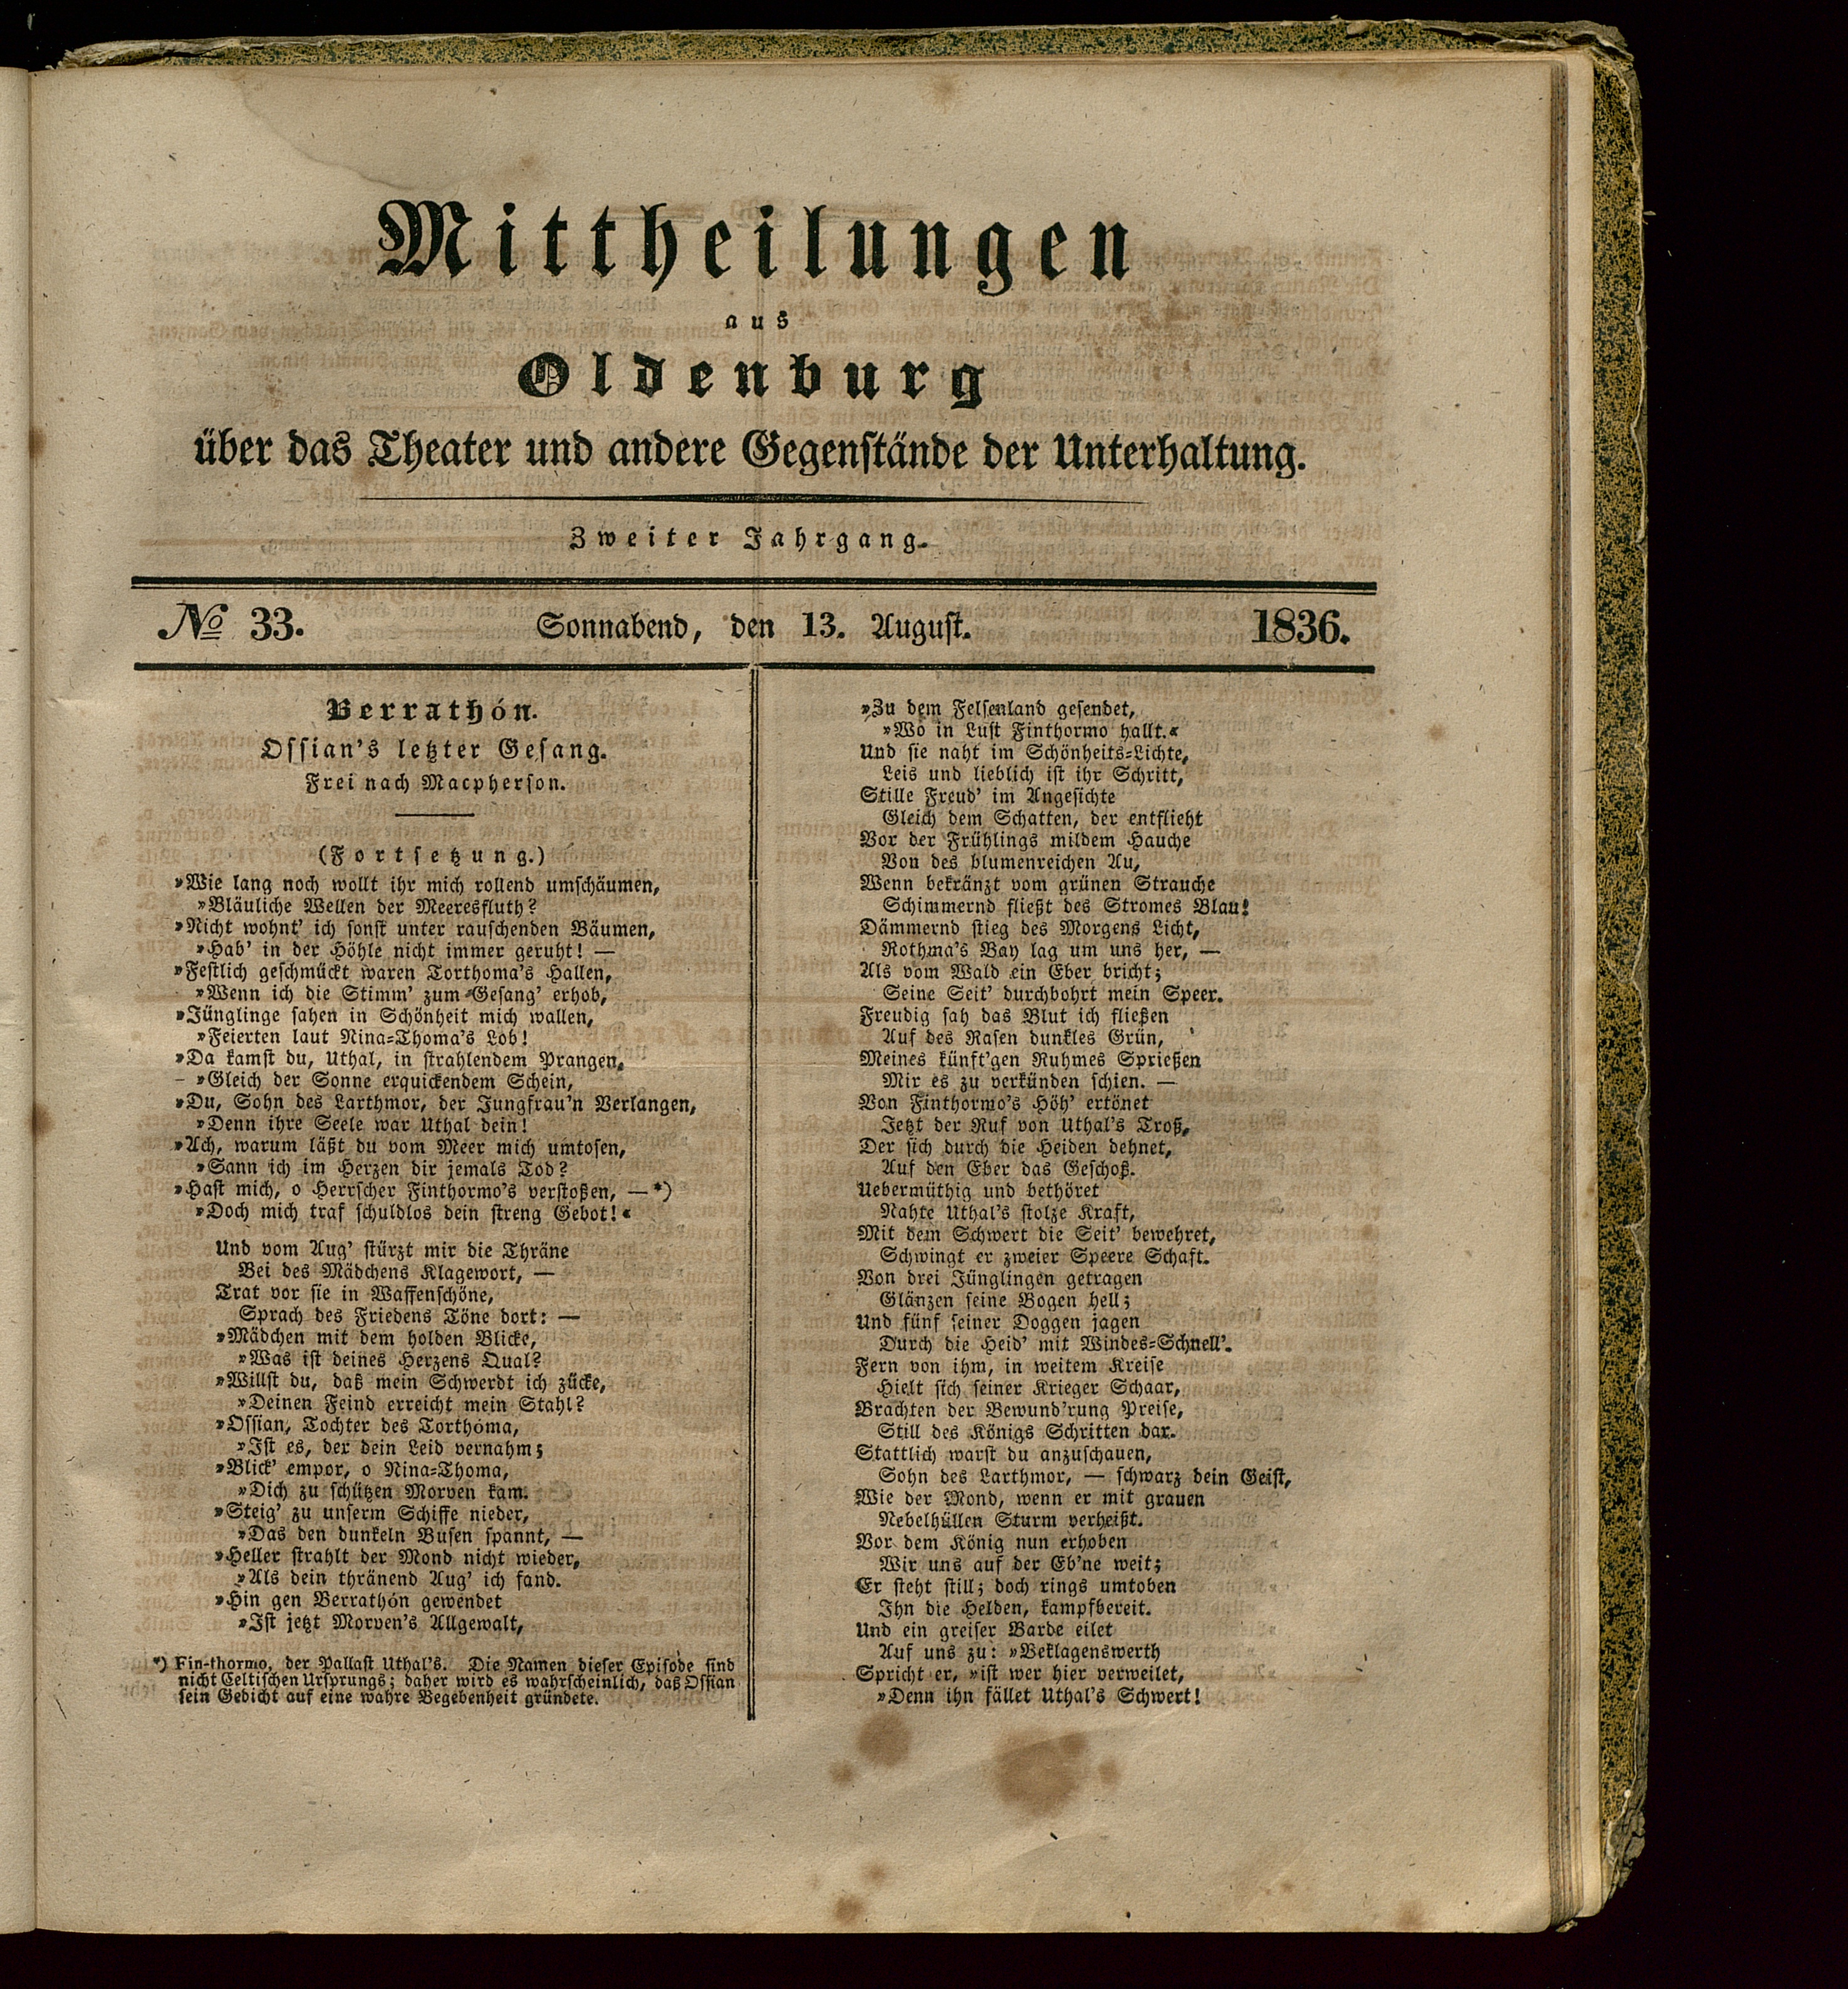 Mittheilungen
aus
Oldenburg
über das Theater und andere Gegenstände der Unterhaltung.
Zweiter Jahrgang.
No 33. Sonnabend, den 13. August. 1836.
Berrathón.
Ossian's letzter Gesang.
Frei nach Macpherson.
(Fortsetzung.)
»Wie lang noch wollt ihr mich rollend umschäumen,
»Bläuliche Wellen der Meeresfluth?
»Nicht wohnt' ich sonst unter rauschenden Bäumen,
»Hab' in der Höhle nicht immer geruht! —
»Festlich geschmückt waren Torthoma's Hallen,
»Wenn ich die Stimm' zum Gesang' erhob,
»Jünglinge sahen in Schönheit mich wallen,
»Feierten laut Nina-Thoma's Lob!
»Da kamst du, Uthal, in strahlendem Prangen,
»Gleich der Sonne erquickendem Schein,
»Du, Sohn des Larthmor, der Jungfrau'n Verlangen,
»Denn ihre Seele war Uthal dein!
»Ach, warum läßt du vom Meer mich umtosen,
»Sann ich im Herzen dir jemals Tod?
»Hast mich, o Herrscher Finthormo's verstoßen, — *)
»Doch mich traf schuldlos dein streng Gebot!«
Und vom Aug' stürzt mir die Thräne
Bei des Mädchens Klagewort, —
Trat vor sie in Waffenschöne,
Sprach des Friedens Töne dort: —
»Mädchen mit dem holden Blicke,
»Was ist deines Herzens Qual?
»Willst du, daß mein Schwerdt ich zücke,
»Deinen Feind erreicht mein Stahl?
»Ossian, Tochter des Torthóma,
»Ist es, der dein Leid vernahm;
»Blick' empor, o Nina-Thoma,
»Dich zu schützen Morven kam.
»Steig' zu unserm Schiffe nieder,
»Das den dunkeln Busen spannt, —
»Heller strahlt der Mond nicht wieder,
»Als dein thränend Aug' ich fand.
»Hin gen Berrathón gewendet
»Ist jetzt Morven's Allgewalt,
*) Fin-thormo, der Pallast Uthal's. Die Namen dieser Episode sind
nicht Celtischen Ursprungs; daher wird es wahrscheinlich, daß Ossian
sein Gedicht auf eine wahre Begebenheit gründete.
»Zu dem Felsenland gesendet,
»Wo in Lust Finthormo hallt.«
Und sie naht im Schönheits-Lichte,
Leis und lieblich ist ihr Schritt,
Stille Freud' im Angesichte
Gleich dem Schatten, der entflieht
Vor der Frühlings mildem Hauche
Von des blumenreichen Au,
Wenn bekränzt vom grünen Strauche
Schimmernd fließt des Stromes Blau!
Dämmernd stieg des Morgens Licht,
Rothma's Bay lag um uns her, —
Als vom Wald ein Eber bricht;
Seine Seit' durchbohrt mein Speer.
Freudig sah das Blut ich fließen
Auf des Rasen dunkles Grün,
Meines künft'gen Ruhmes Sprießen
Mir es zu verkünden schien. —
Von Finthormo's Höh' ertönet
Jetzt der Ruf von Uthal's Troß,
Der sich durch die Heiden dehnet,
Auf den Eber das Geschoß.
Uebermüthig und bethöret
Nahte Uthal's stolze Kraft,
Mit dem Schwert die Seit' bewehret,
Schwingt er zweier Speere Schaft.
Von drei Jünglingen getragen
Glänzen seine Bogen hell;
Und fünf seiner Doggen jagen
Durch die Heid' mit Windes-Schnell'.
Fern von ihm, in weitem Kreise
Hielt sich seiner Krieger Schaar,
Brachten der Bewund'rung Preise,
Still des Königs Schritten dar.
Stattlich warst du anzuschauen,
Sohn des Larthmor, — schwarz dein Geist,
Wie der Mond, wenn er mit grauen
Nebelhüllen Sturm verheißt.
Vor dem König nun erhoben
Wir uns auf der Eb'ne weit;
Er steht still; doch rings umtoben
Ihn die Helden, kampfbereit.
Und ein greiser Barde eilet
Auf uns zu: »Beklagenswerth
Spricht er, »ist wer hier verweilet,
»Denn ihn fället Uthal's Schwert!